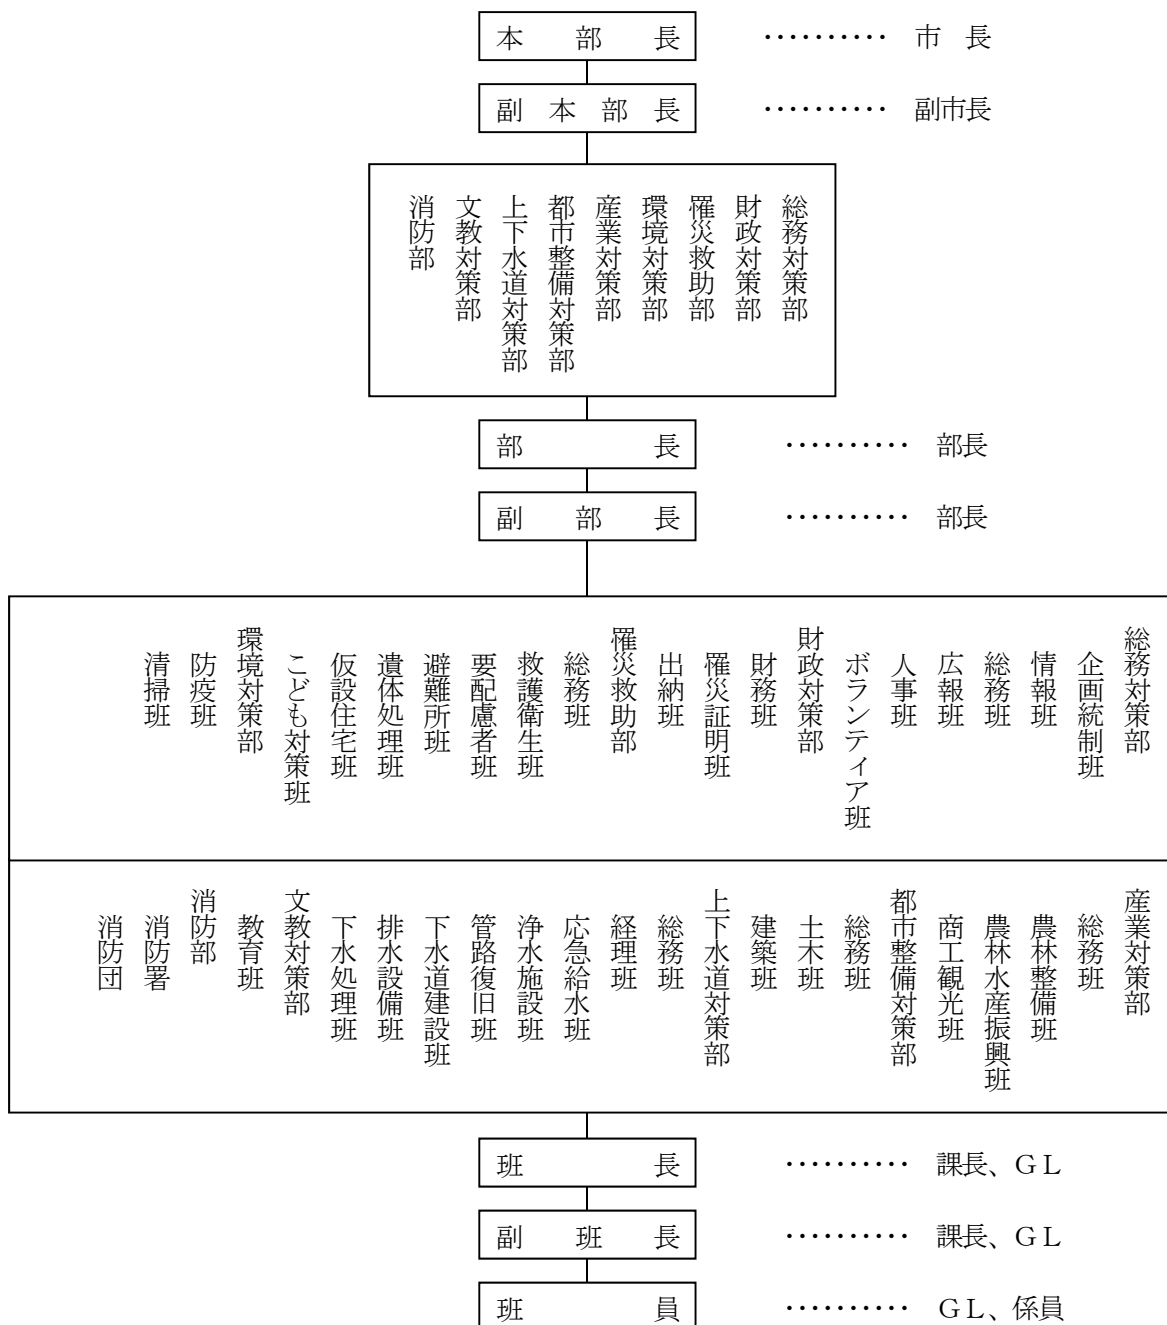 本部長 ・・・・・・・・・・ 市長
副本部長 ・・・・・・・・・・ 副市長
総務対策部
財政対策部
罹災救助部
環境対策部
産業対策部
都市整備対策部
上下水道対策部
文教対策部
消防部
部長 ・・・・・・・・・・ 部長
副部長 ・・・・・・・・・・ 部長
総務対策部
企画統制班
情報班
総務班
広報班
人事班
ボランティア班
財政対策部
財務班
罹災証明班
出納班
罹災救助部
総務班
救護衛生班
要配慮者班
避難所班
遺体処理班
仮設住宅班
こども対策班
環境対策部
防疫班
清掃班
産業対策部
総務班
農林整備班
農林水産振興班
商工観光班
都市整備対策部
総務班
土木班
建築班
上下水道対策部
総務班
経理班
応急給水班
浄水施設班
管路復旧班
下水道建設班
排水設備班
下水処理班
文教対策部
教育班
消防部
消防署
消防団
班長 ・・・・・・・・・・ 課長、ＧＬ
副班長 ・・・・・・・・・・ 課長、ＧＬ
班員 ・・・・・・・・・・ ＧＬ、係員